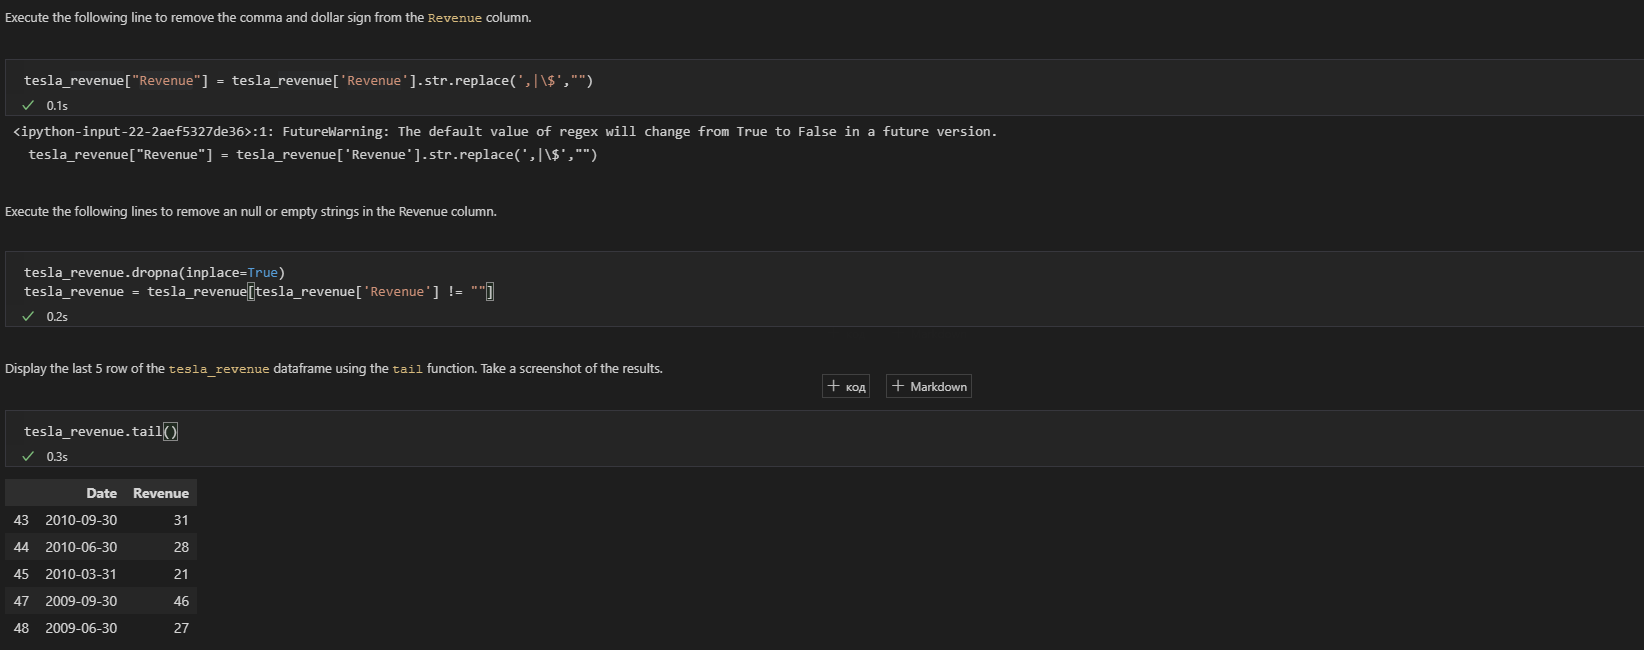 Execute the following line to remove the comma and dollar sign from the Revenue column.
tesla_revenue["Revenue"] = tesla_revenue['Revenue'].str.replace(',|\$',"")
✓ 0.1s
<ipython-input-22-2aef5327de36>:1: FutureWarning: The default value of regex will change from True to False in a future version.
  tesla_revenue["Revenue"] = tesla_revenue['Revenue'].str.replace(',|\$',"")
Execute the following lines to remove an null or empty strings in the Revenue column.
tesla_revenue.dropna(inplace=True)
tesla_revenue = tesla_revenue[tesla_revenue['Revenue'] != ""]
✓ 0.2s
Display the last 5 row of the tesla_revenue dataframe using the tail function. Take a screenshot of the results.
+ код + Markdown
tesla_revenue.tail()
✓ 0.3s
Date Revenue
43 2010-09-30 31
44 2010-06-30 28
45 2010-03-31 21
47 2009-09-30 46
48 2009-06-30 27